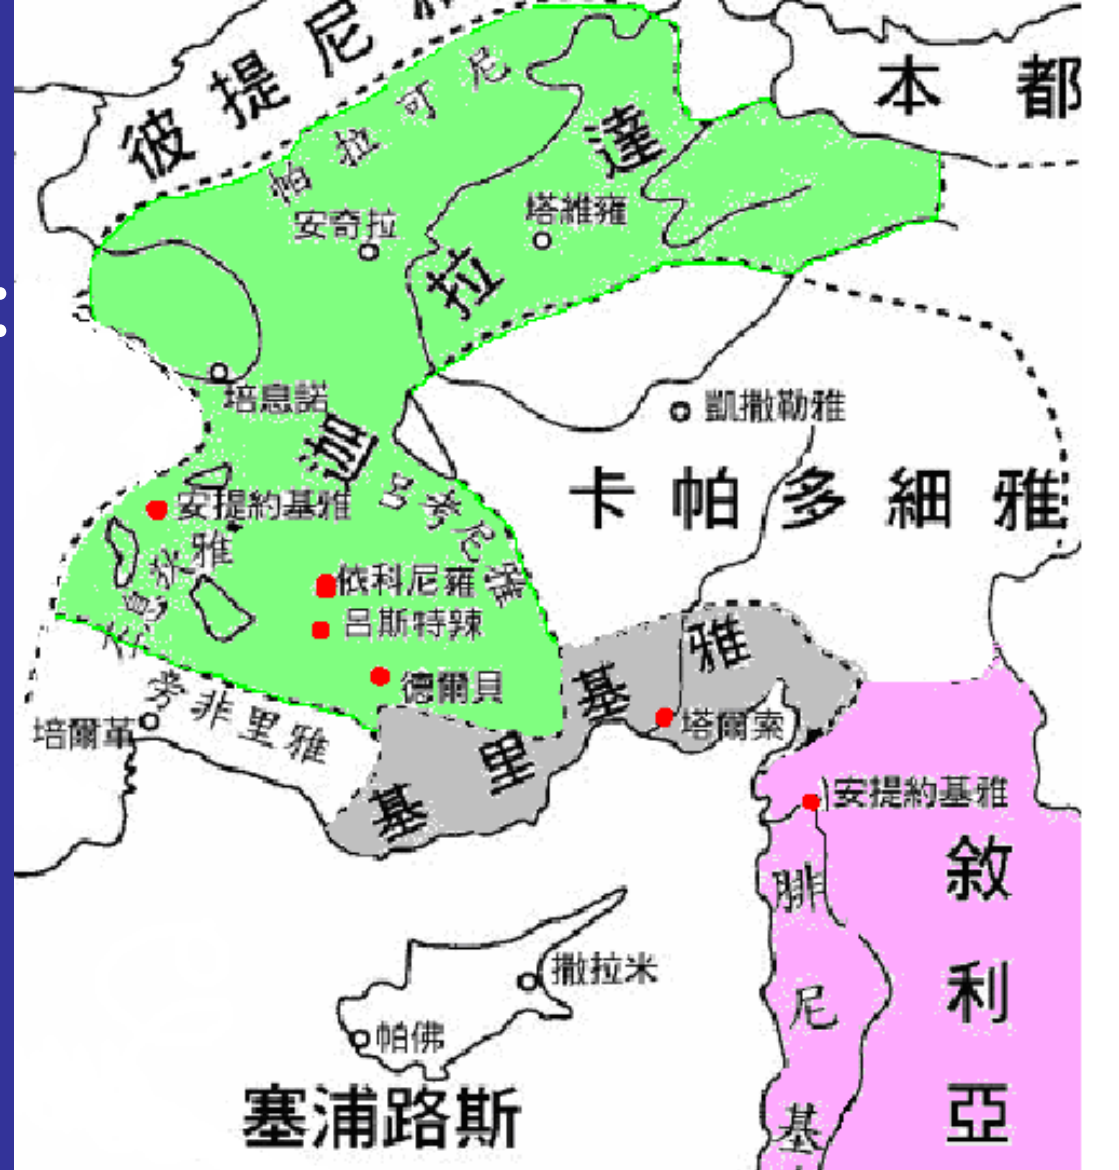 彼提尼
本都
帕拉可尼
安奇拉
塔維雍
迦拉達
培息諾
凱撒勒雅
卡帕多細雅
呂考尼雅
安提約基雅
依科尼雍
呂斯特辣
德爾貝
旁非里雅
培爾革
基里基雅
塔爾索
安提約基雅
敘利亞
腓尼基
撒拉米
帕佛
塞浦路斯